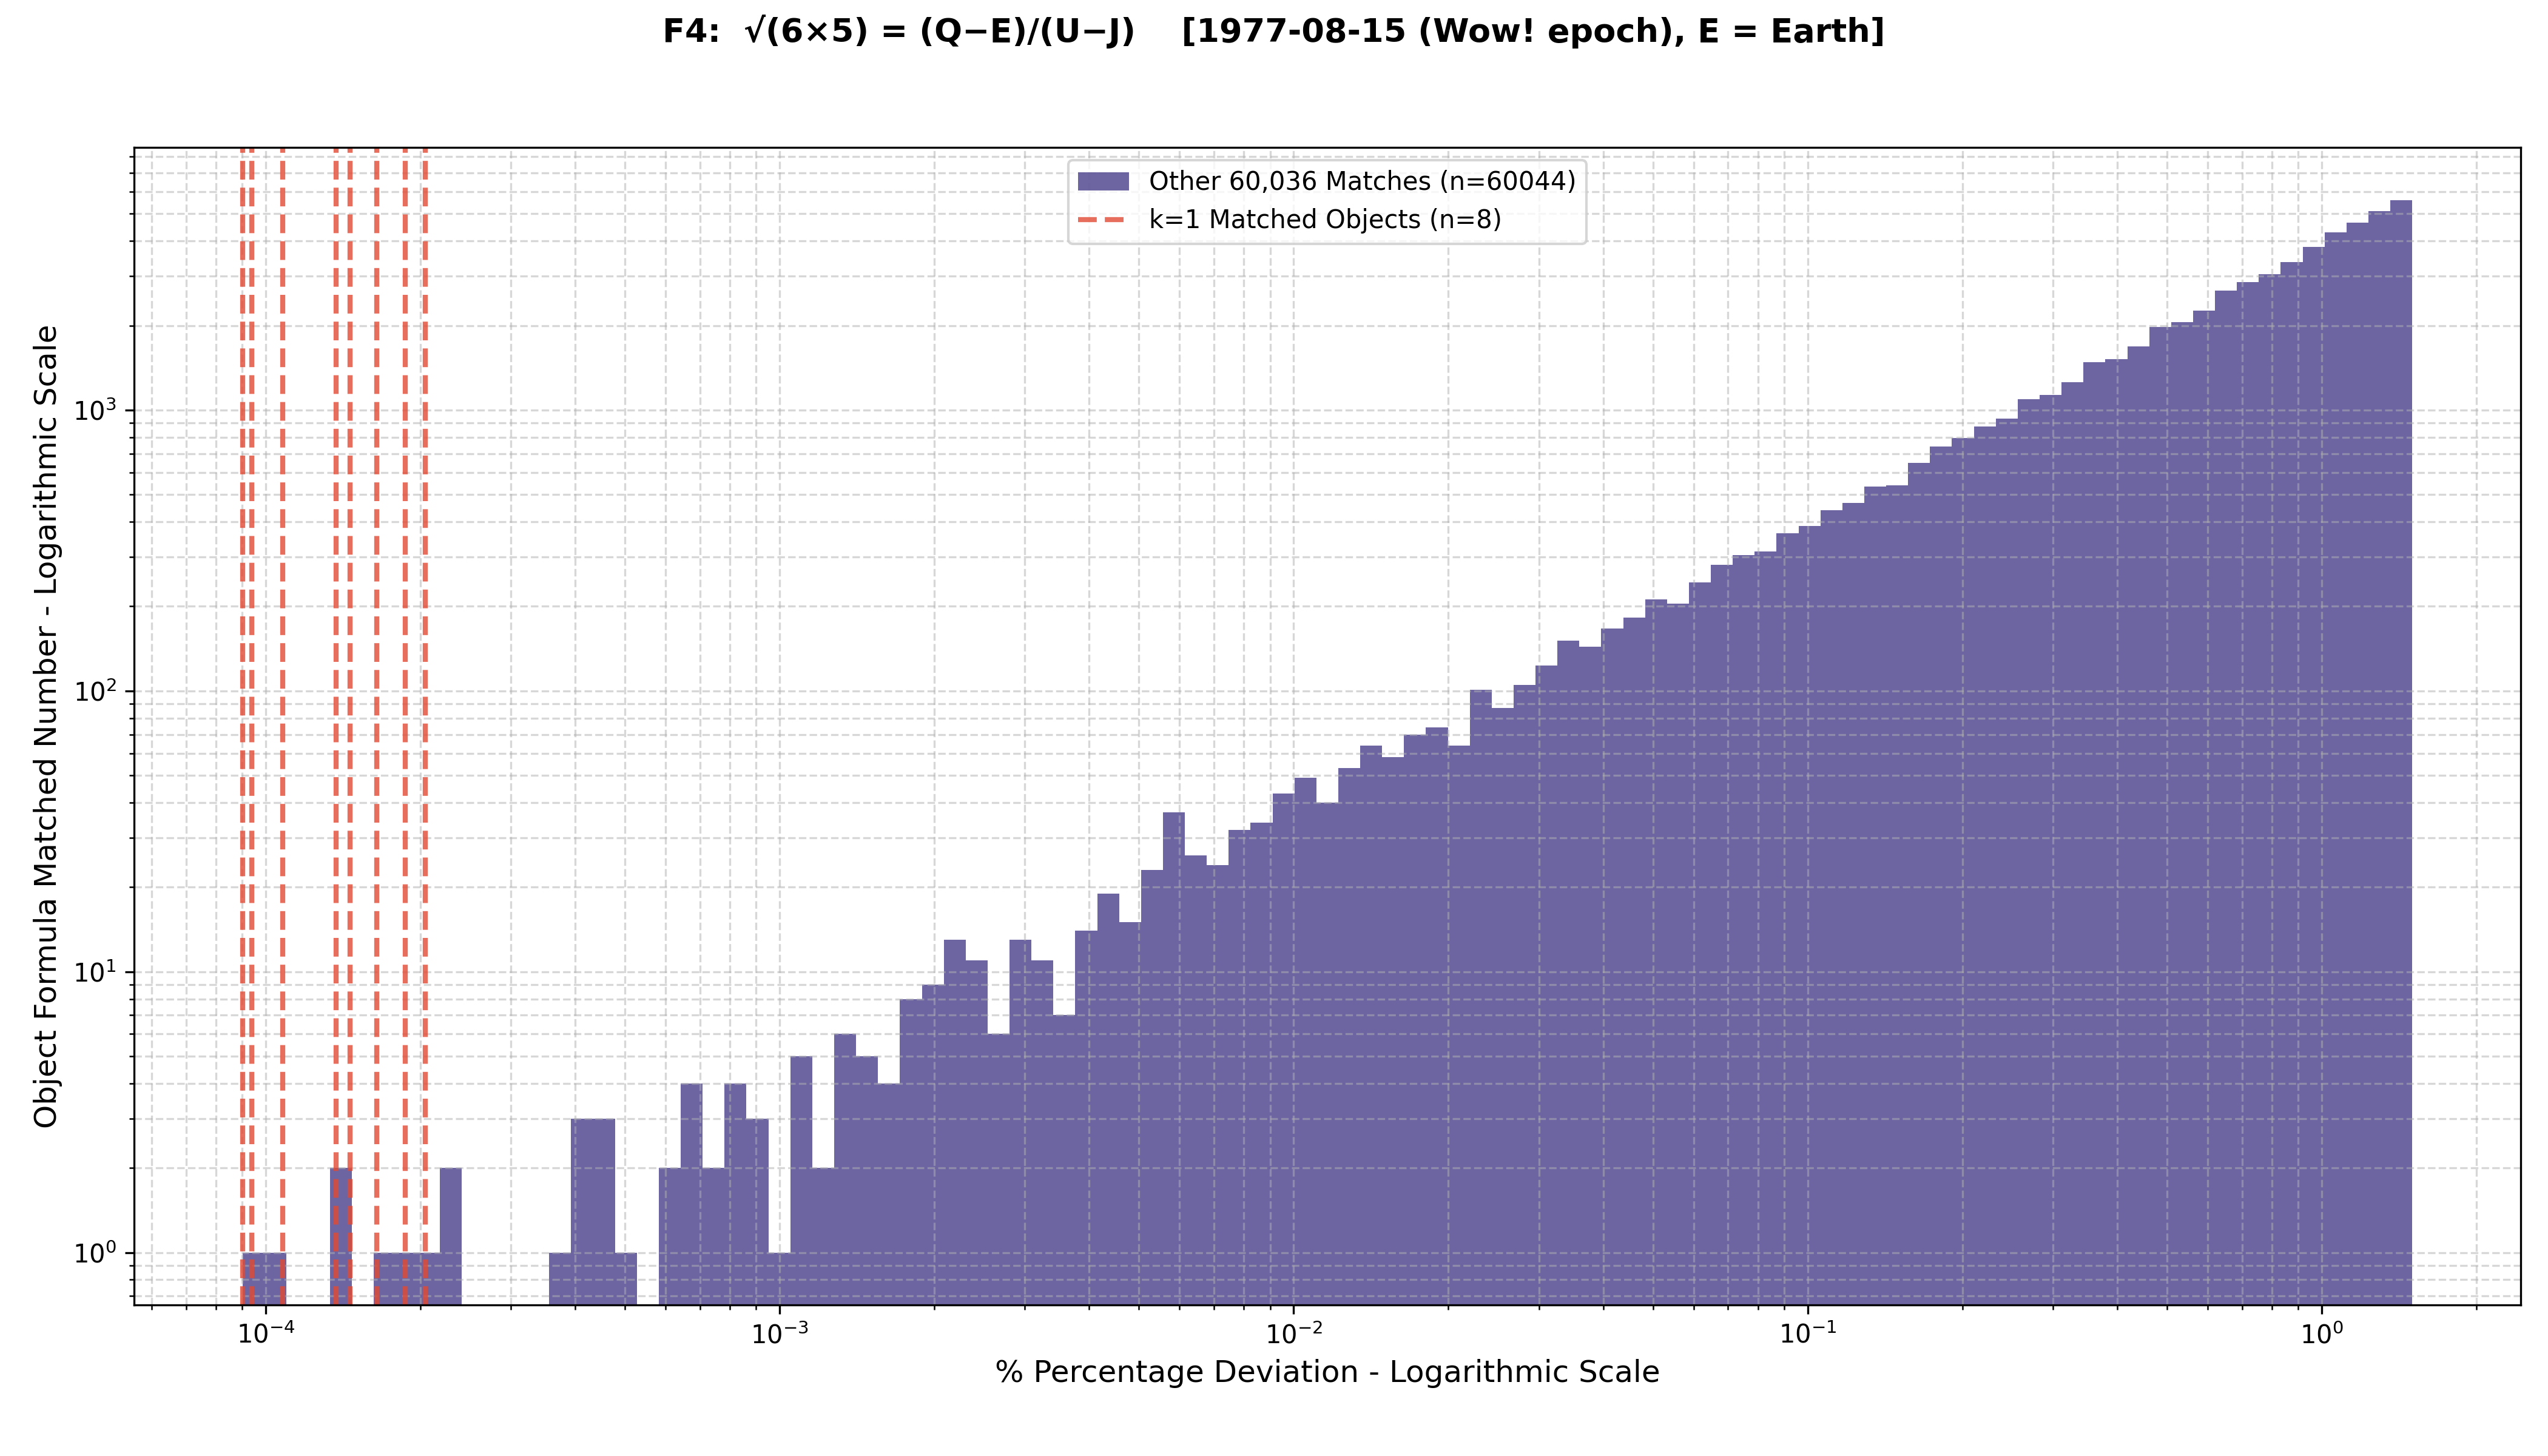 F4:  √(6×5) = (Q−E)/(U−J)    [1977-08-15 (Wow! epoch), E = Earth]
Other 60,036 Matches (n=60044)
k=1 Matched Objects (n=8)
Object Formula Matched Number - Logarithmic Scale
10³
10²
10¹
10⁰
10⁻⁴ 10⁻³ 10⁻² 10⁻¹ 10⁰
% Percentage Deviation - Logarithmic Scale